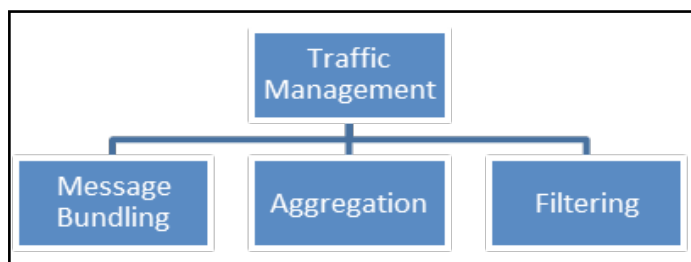 Traffic
Management
Message
Bundling
Aggregation
Filtering